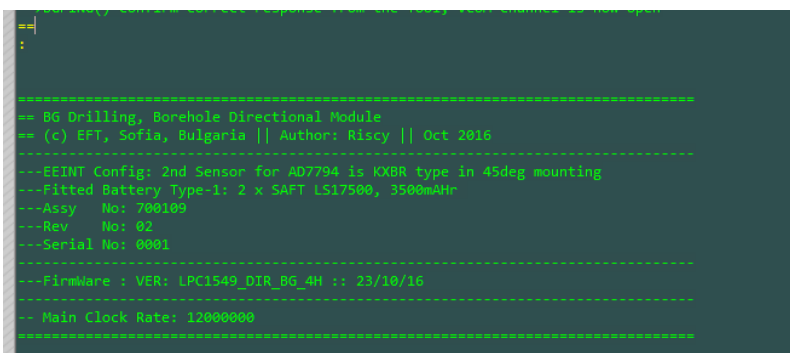 ==
:
================================================================================
== BG Drilling, Borehole Directional Module
== (c) EFT, Sofia, Bulgaria || Author: Riscy || Oct 2016
--------------------------------------------------------------------------------
---EEINT Config: 2nd Sensor for AD7794 is KXBR type in 45deg mounting
---Fitted Battery Type-1: 2 x SAFT LS17500, 3500mAHr
---Assy   No: 700109
---Rev    No: 02
---Serial No: 0001
--------------------------------------------------------------------------------
---FirmWare : VER: LPC1549_DIR_BG_4H :: 23/10/16
--------------------------------------------------------------------------------
-- Main Clock Rate: 12000000
================================================================================